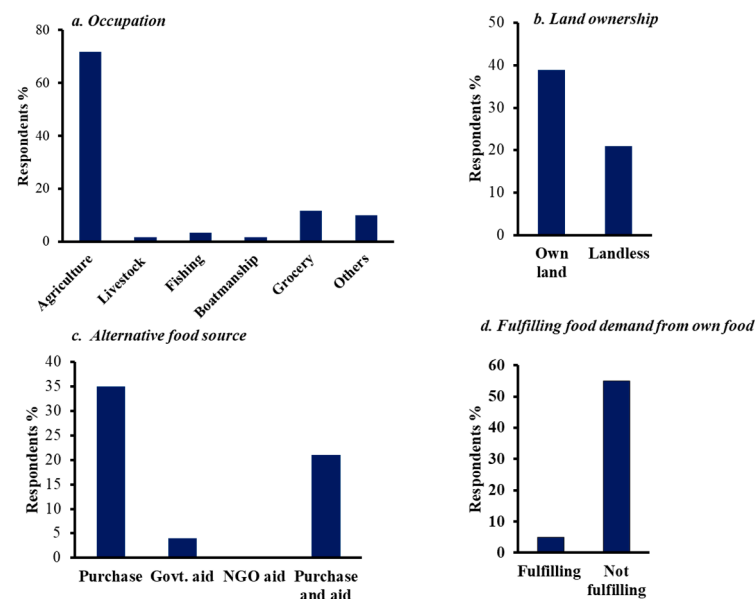 a. Occupation
Respondents %
80
60
40
20
0
Agriculture
Livestock
Fishing
Boatmanship
Grocery
Others
b. Land ownership
Respondents %
50
40
30
20
10
0
Own land
Landless
c. Alternative food source
Respondents %
40
35
30
25
20
15
10
5
0
Purchase Govt. aid NGO aid Purchase
and aid
d. Fulfilling food demand from own food
Respondents %
60
50
40
30
20
10
0
Fulfilling Not
fulfilling